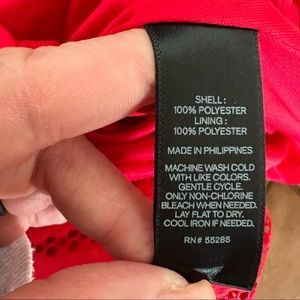 SHELL :
100% POLYESTER
LINING :
100% POLYESTER
MADE IN PHILIPPINES
MACHINE WASH COLD
WITH LIKE COLORS.
GENTLE CYCLE.
ONLY NON-CHLORINE
BLEACH WHEN NEEDED.
LAY FLAT TO DRY.
COOL IRON IF NEEDED.
RN# 55285